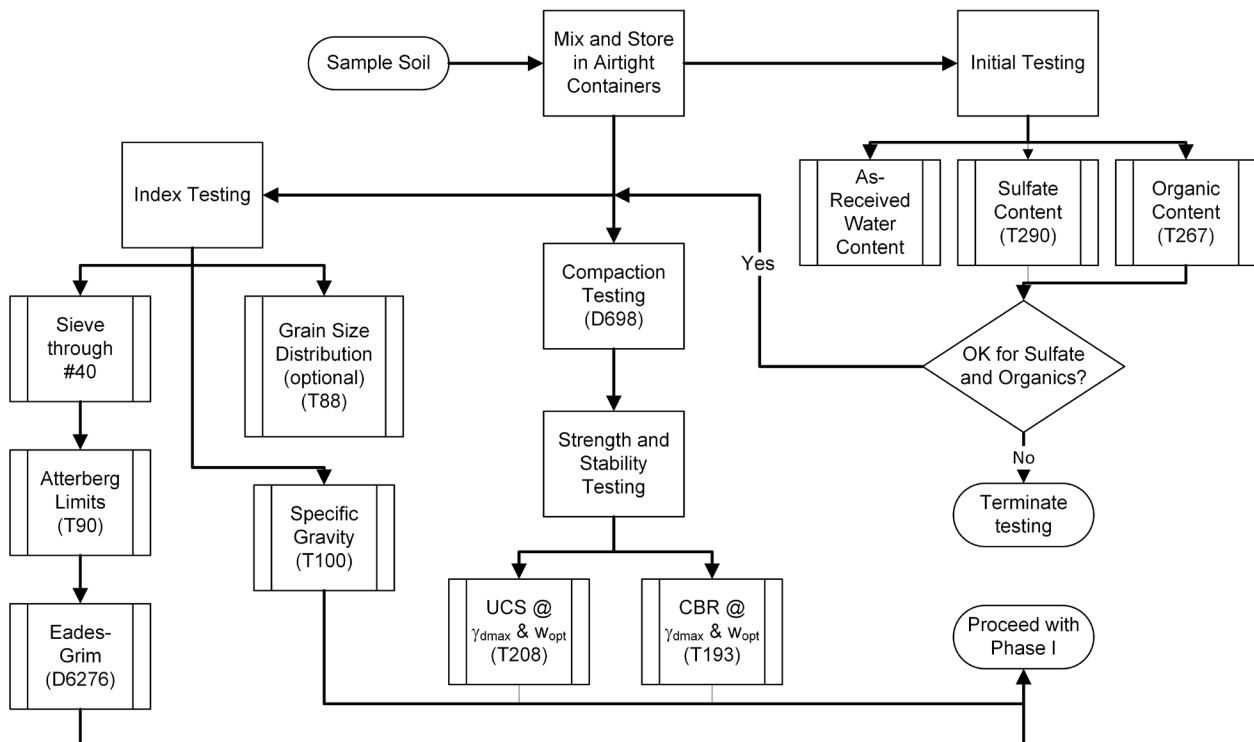 Sample Soil
Mix and Store
in Airtight
Containers
Initial Testing
Index Testing
As-
Received
Water
Content
Sulfate
Content
(T290)
Organic
Content
(T267)
Yes
Compaction
Testing
(D698)
Sieve
through
#40
Grain Size
Distribution
(optional)
(T88)
OK for Sulfate
and Organics?
No
Strength and
Stability
Testing
Atterberg
Limits
(T90)
Specific
Gravity
(T100)
Terminate
testing
UCS @
γdmax & wopt
(T208)
CBR @
γdmax & wopt
(T193)
Eades-
Grim
(D6276)
Proceed with
Phase I